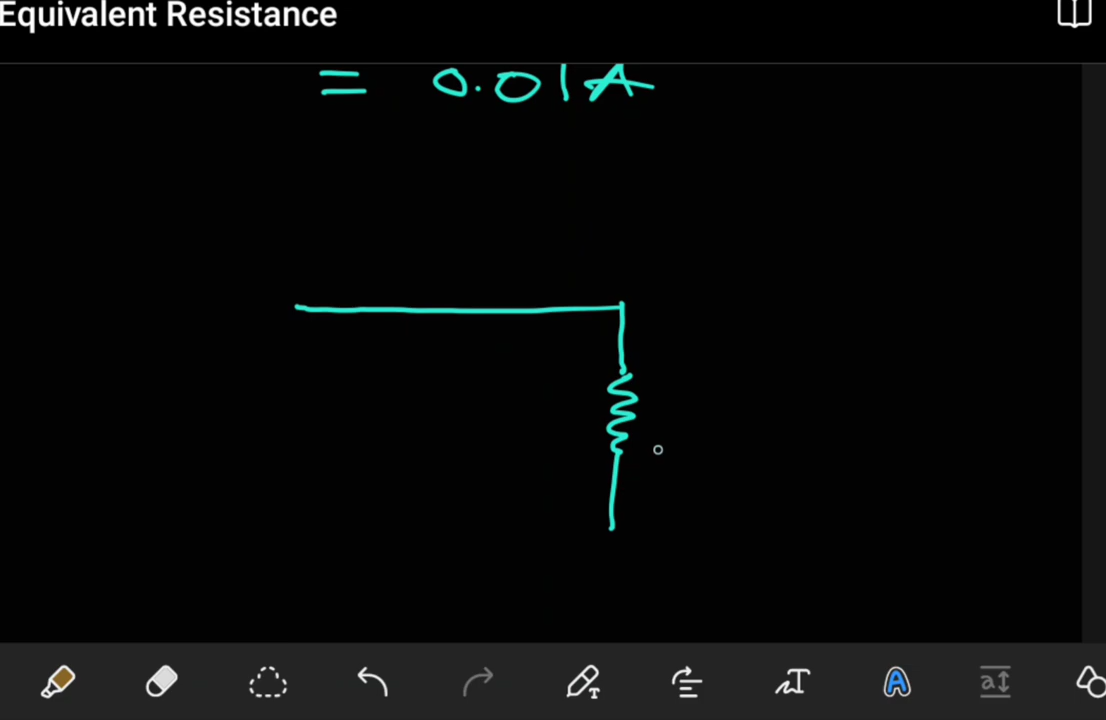 Equivalent Resistance
= 0.01A
T
T
A
a